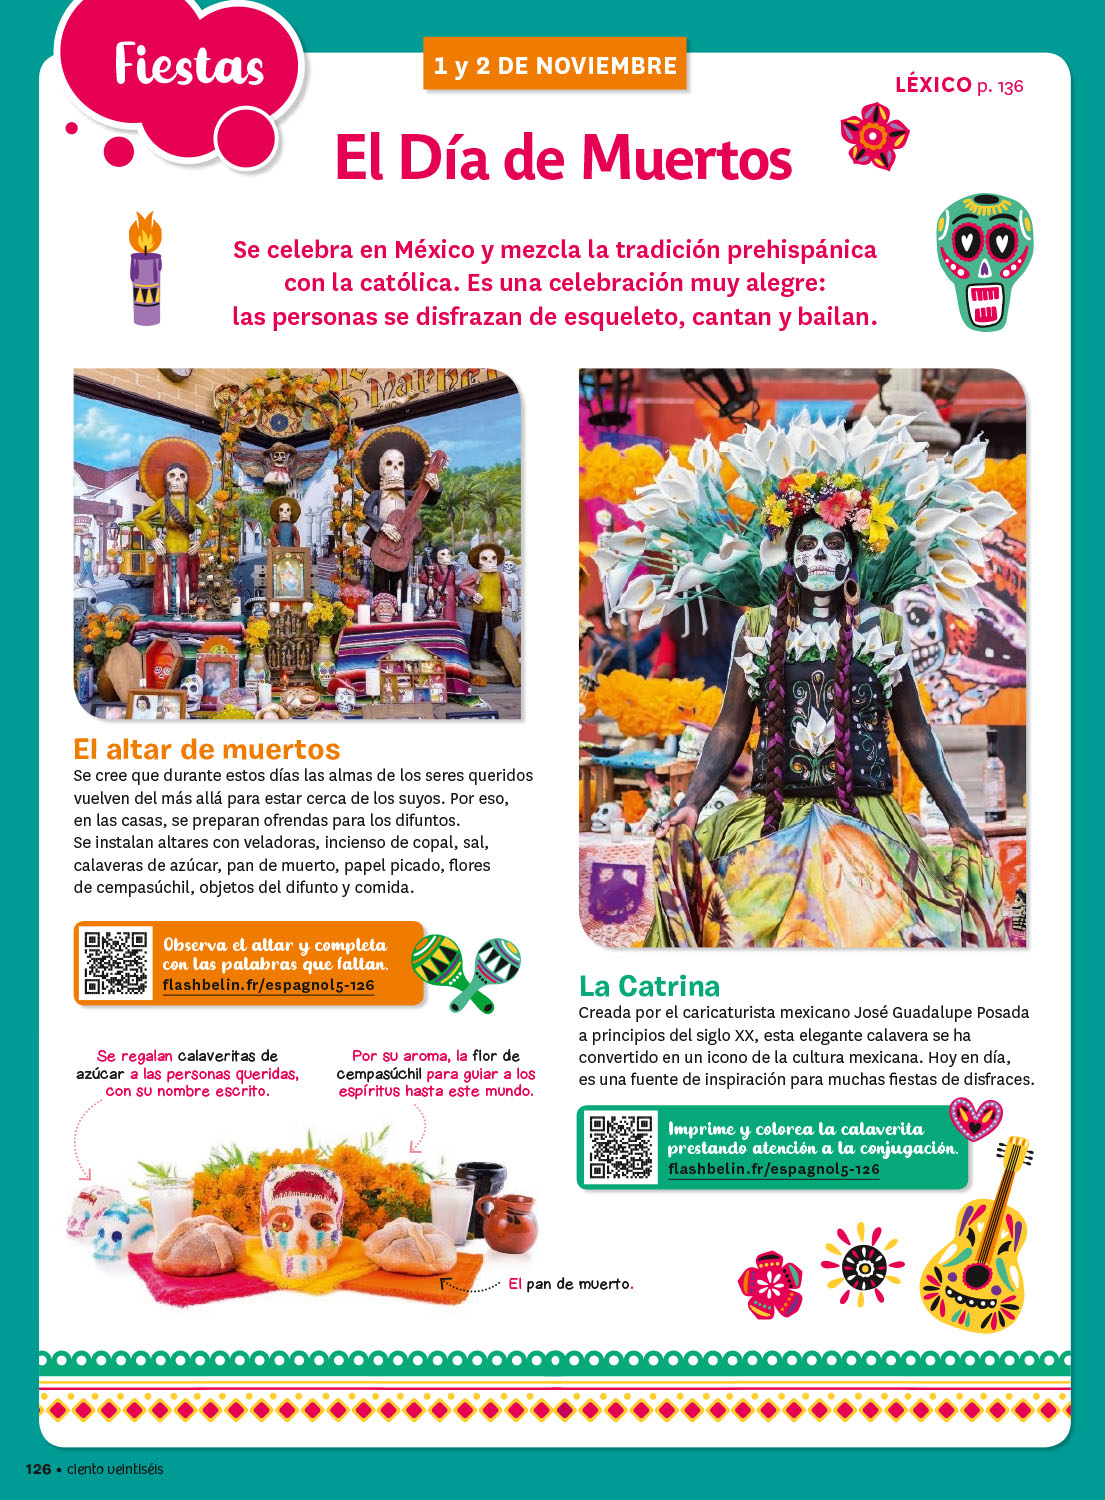 Fiestas
1 y 2 DE NOVIEMBRE
LÉXICO p. 136
El Día de Muertos
Se celebra en México y mezcla la tradición prehispánica
con la católica. Es una celebración muy alegre:
las personas se disfrazan de esqueleto, cantan y bailan.
El altar de muertos
Se cree que durante estos días las almas de los seres queridos
vuelven del más allá para estar cerca de los suyos. Por eso,
en las casas, se preparan ofrendas para los difuntos.
Se instalan altares con veladoras, incienso de copal, sal,
calaveras de azúcar, pan de muerto, papel picado, flores
de cempasúchil, objetos del difunto y comida.
Observa el altar y completa
con las palabras que faltan.
flashbelin.fr/espagnol5-126
Se regalan calaveritas de
azúcar a las personas queridas,
con su nombre escrito.
Por su aroma, la flor de
cempasúchil para guiar a los
espíritus hasta este mundo.
El pan de muerto.
La Catrina
Creada por el caricaturista mexicano José Guadalupe Posada
a principios del siglo XX, esta elegante calavera se ha
convertido en un icono de la cultura mexicana. Hoy en día,
es una fuente de inspiración para muchas fiestas de disfraces.
Imprime y colorea la calaverita
prestando atención a la conjugación.
flashbelin.fr/espagnol5-126
126 • ciento veintiséis